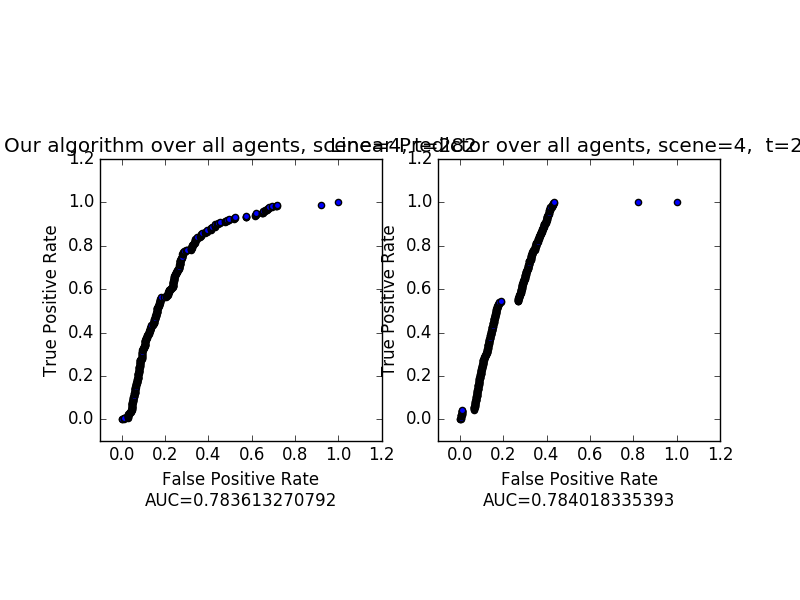 Our algorithm over all agents, scene=4, t=282
Linear Predictor over all agents, scene=4, t=2
1.2
1.0
0.8
0.6
0.4
0.2
0.0
True Positive Rate
0.0 0.2 0.4 0.6 0.8 1.0 1.2
False Positive Rate
AUC=0.783613270792
1.2
1.0
0.8
0.6
0.4
0.2
0.0
True Positive Rate
0.0 0.2 0.4 0.6 0.8 1.0 1.2
False Positive Rate
AUC=0.784018335393